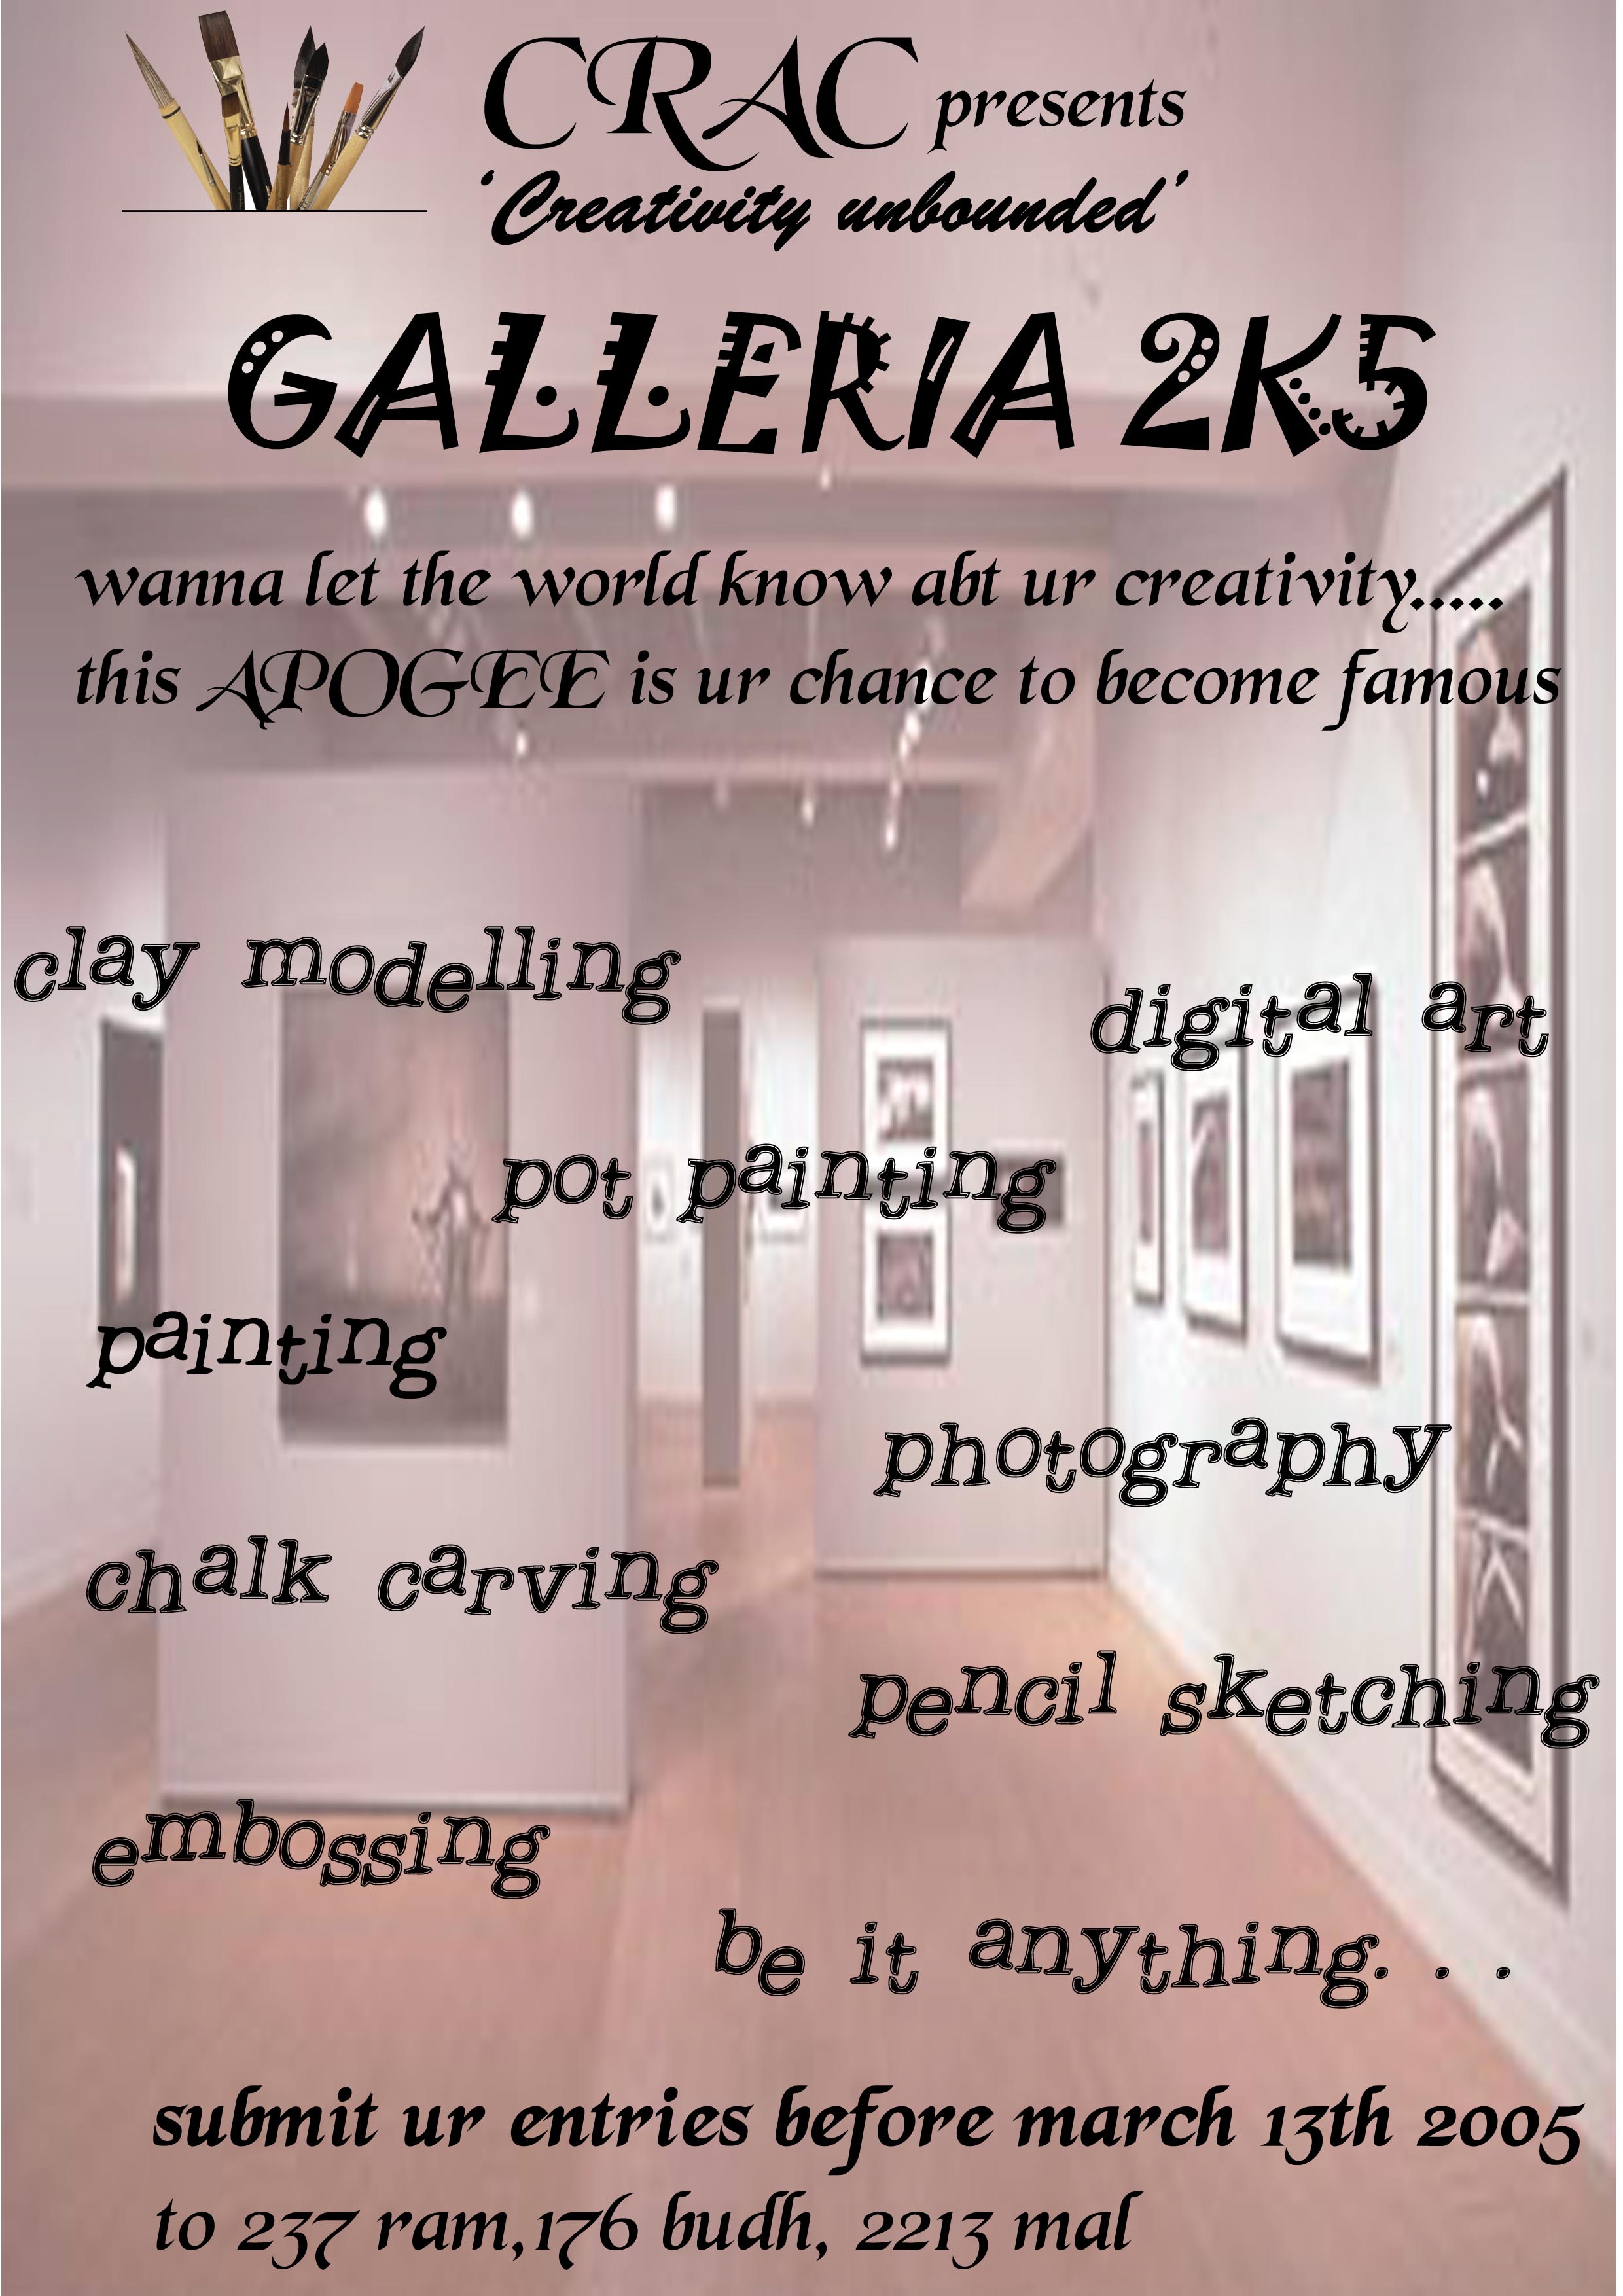 CRAC presents
‘Creativity unbounded’
GALLERIA 2K5
wanna let the world know abt ur creativity.....
this APOGEE is ur chance to become famous
clay modelling
digital art
pot painting
painting
photography
chalk carving
pencil sketching
embossing
be it anything. . .
submit ur entries before march 13th 2005
to 237 ram,176 budh, 2213 mal